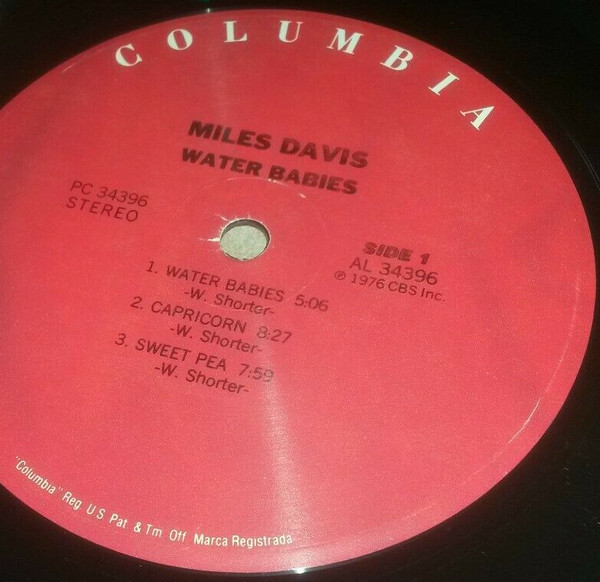 COLUMBIA
MILES DAVIS
WATER BABIES
PC 34396
STEREO
SIDE 1
AL 34396
℗ 1976 CBS Inc.
1. WATER BABIES 5:06
-W. Shorter-
2. CAPRICORN 8:27
-W. Shorter-
3. SWEET PEA 7:59
-W. Shorter-
"Columbia" Reg. U.S. Pat. & Tm. Off. Marca Registrada.